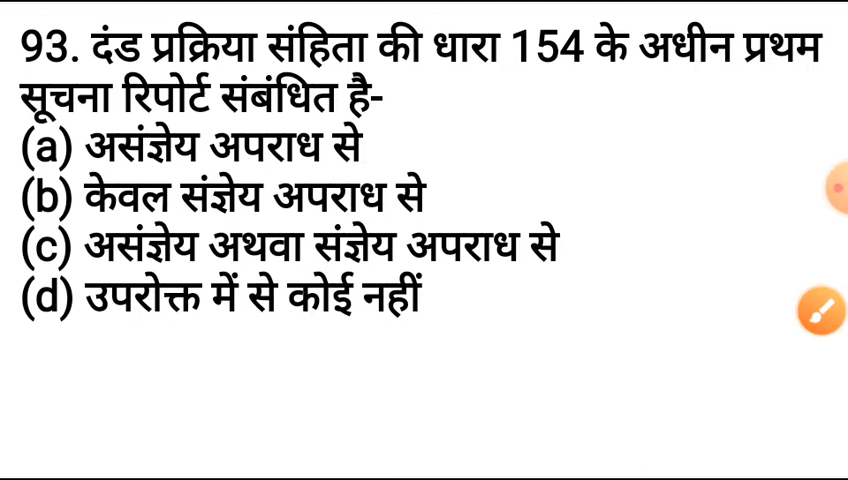 93. दंड प्रक्रिया संहिता की धारा 154 के अधीन प्रथम
सूचना रिपोर्ट संबंधित है-
(a) असंज्ञेय अपराध से
(b) केवल संज्ञेय अपराध से
(c) असंज्ञेय अथवा संज्ञेय अपराध से
(d) उपरोक्त में से कोई नहीं